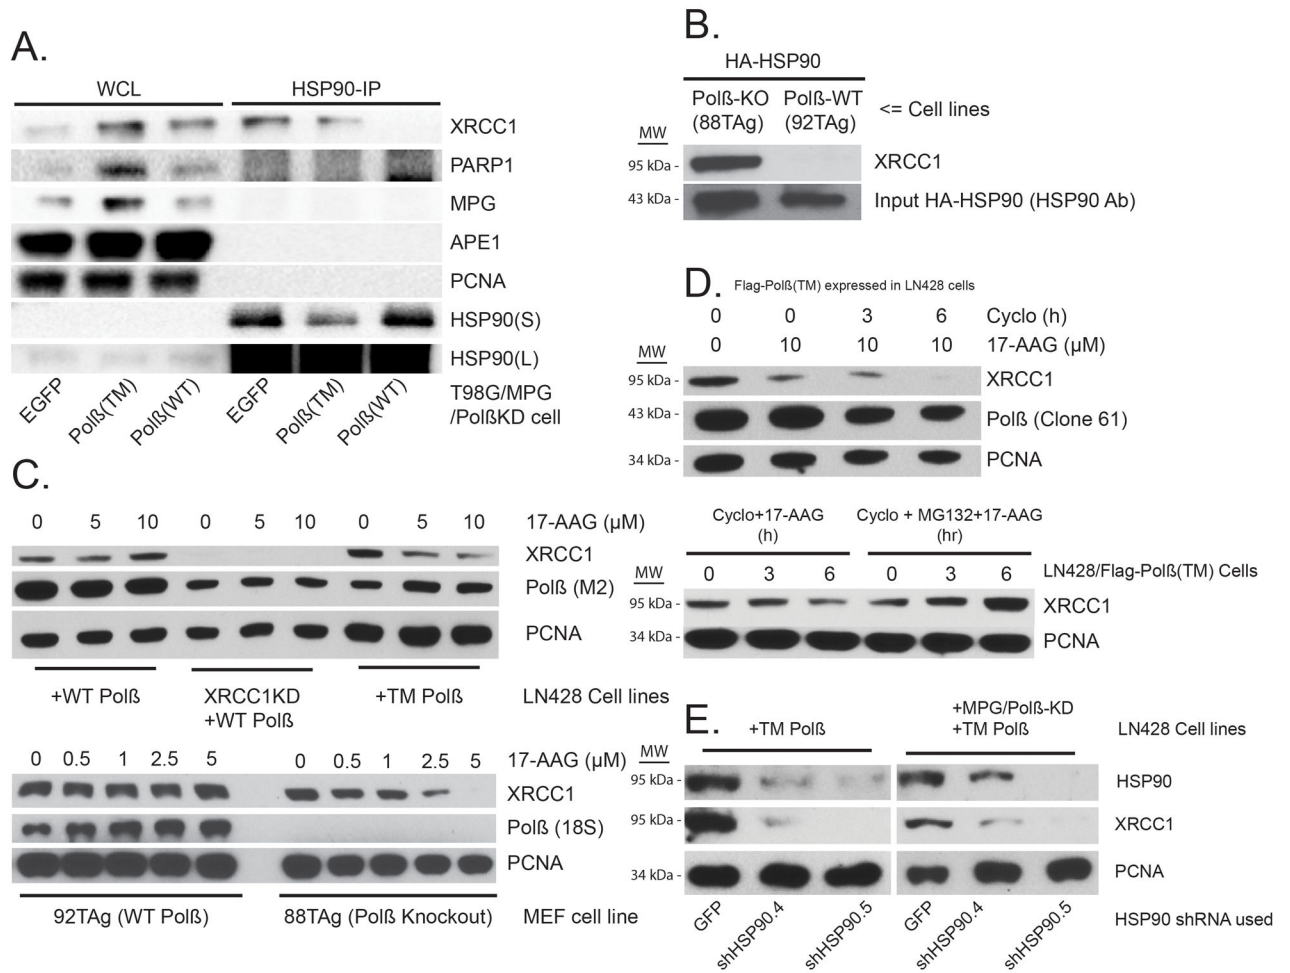 A.
WCL HSP90-IP
XRCC1
PARP1
MPG
APE1
PCNA
HSP90(S)
HSP90(L)
EGFP Polß(TM) Polß(WT) EGFP Polß(TM) Polß(WT)
T98G/MPG
/PolßKD cell
B.
HA-HSP90
Polß-KO Polß-WT
(88TAg) (92TAg)
<= Cell lines
MW
95 kDa - XRCC1
43 kDa - Input HA-HSP90 (HSP90 Ab)
C.
0 5 10 0 5 10 0 5 10 17-AAG (µM)
XRCC1
Polß (M2)
PCNA
+WT Polß XRCC1KD +TM Polß LN428 Cell lines
+WT Polß
0 0.5 1 2.5 5 0 0.5 1 2.5 5 17-AAG (µM)
XRCC1
Polß (18S)
PCNA
92TAg (WT Polß) 88TAg (Polß Knockout) MEF cell line
D.
Flag-Polß(TM) expressed in LN428 cells
0 0 3 6 Cyclo (h)
0 10 10 10 17-AAG (µM)
MW
95 kDa - XRCC1
43 kDa - Polß (Clone 61)
34 kDa - PCNA
Cyclo+17-AAG Cyclo + MG132+17-AAG
(h) (hr)
MW 0 3 6 0 3 6 LN428/Flag-Polß(TM) Cells
95 kDa - XRCC1
34 kDa - PCNA
E.
+MPG/Polß-KD
+TM Polß +TM Polß LN428 Cell lines
MW
95 kDa - HSP90
95 kDa - XRCC1
34 kDa - PCNA
GFP shHSP90.4 shHSP90.5 GFP shHSP90.4 shHSP90.5 HSP90 shRNA used